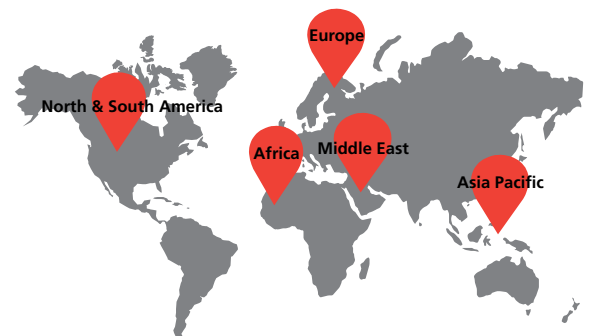 Europe
North & South America
Africa
Middle East
Asia Pacific